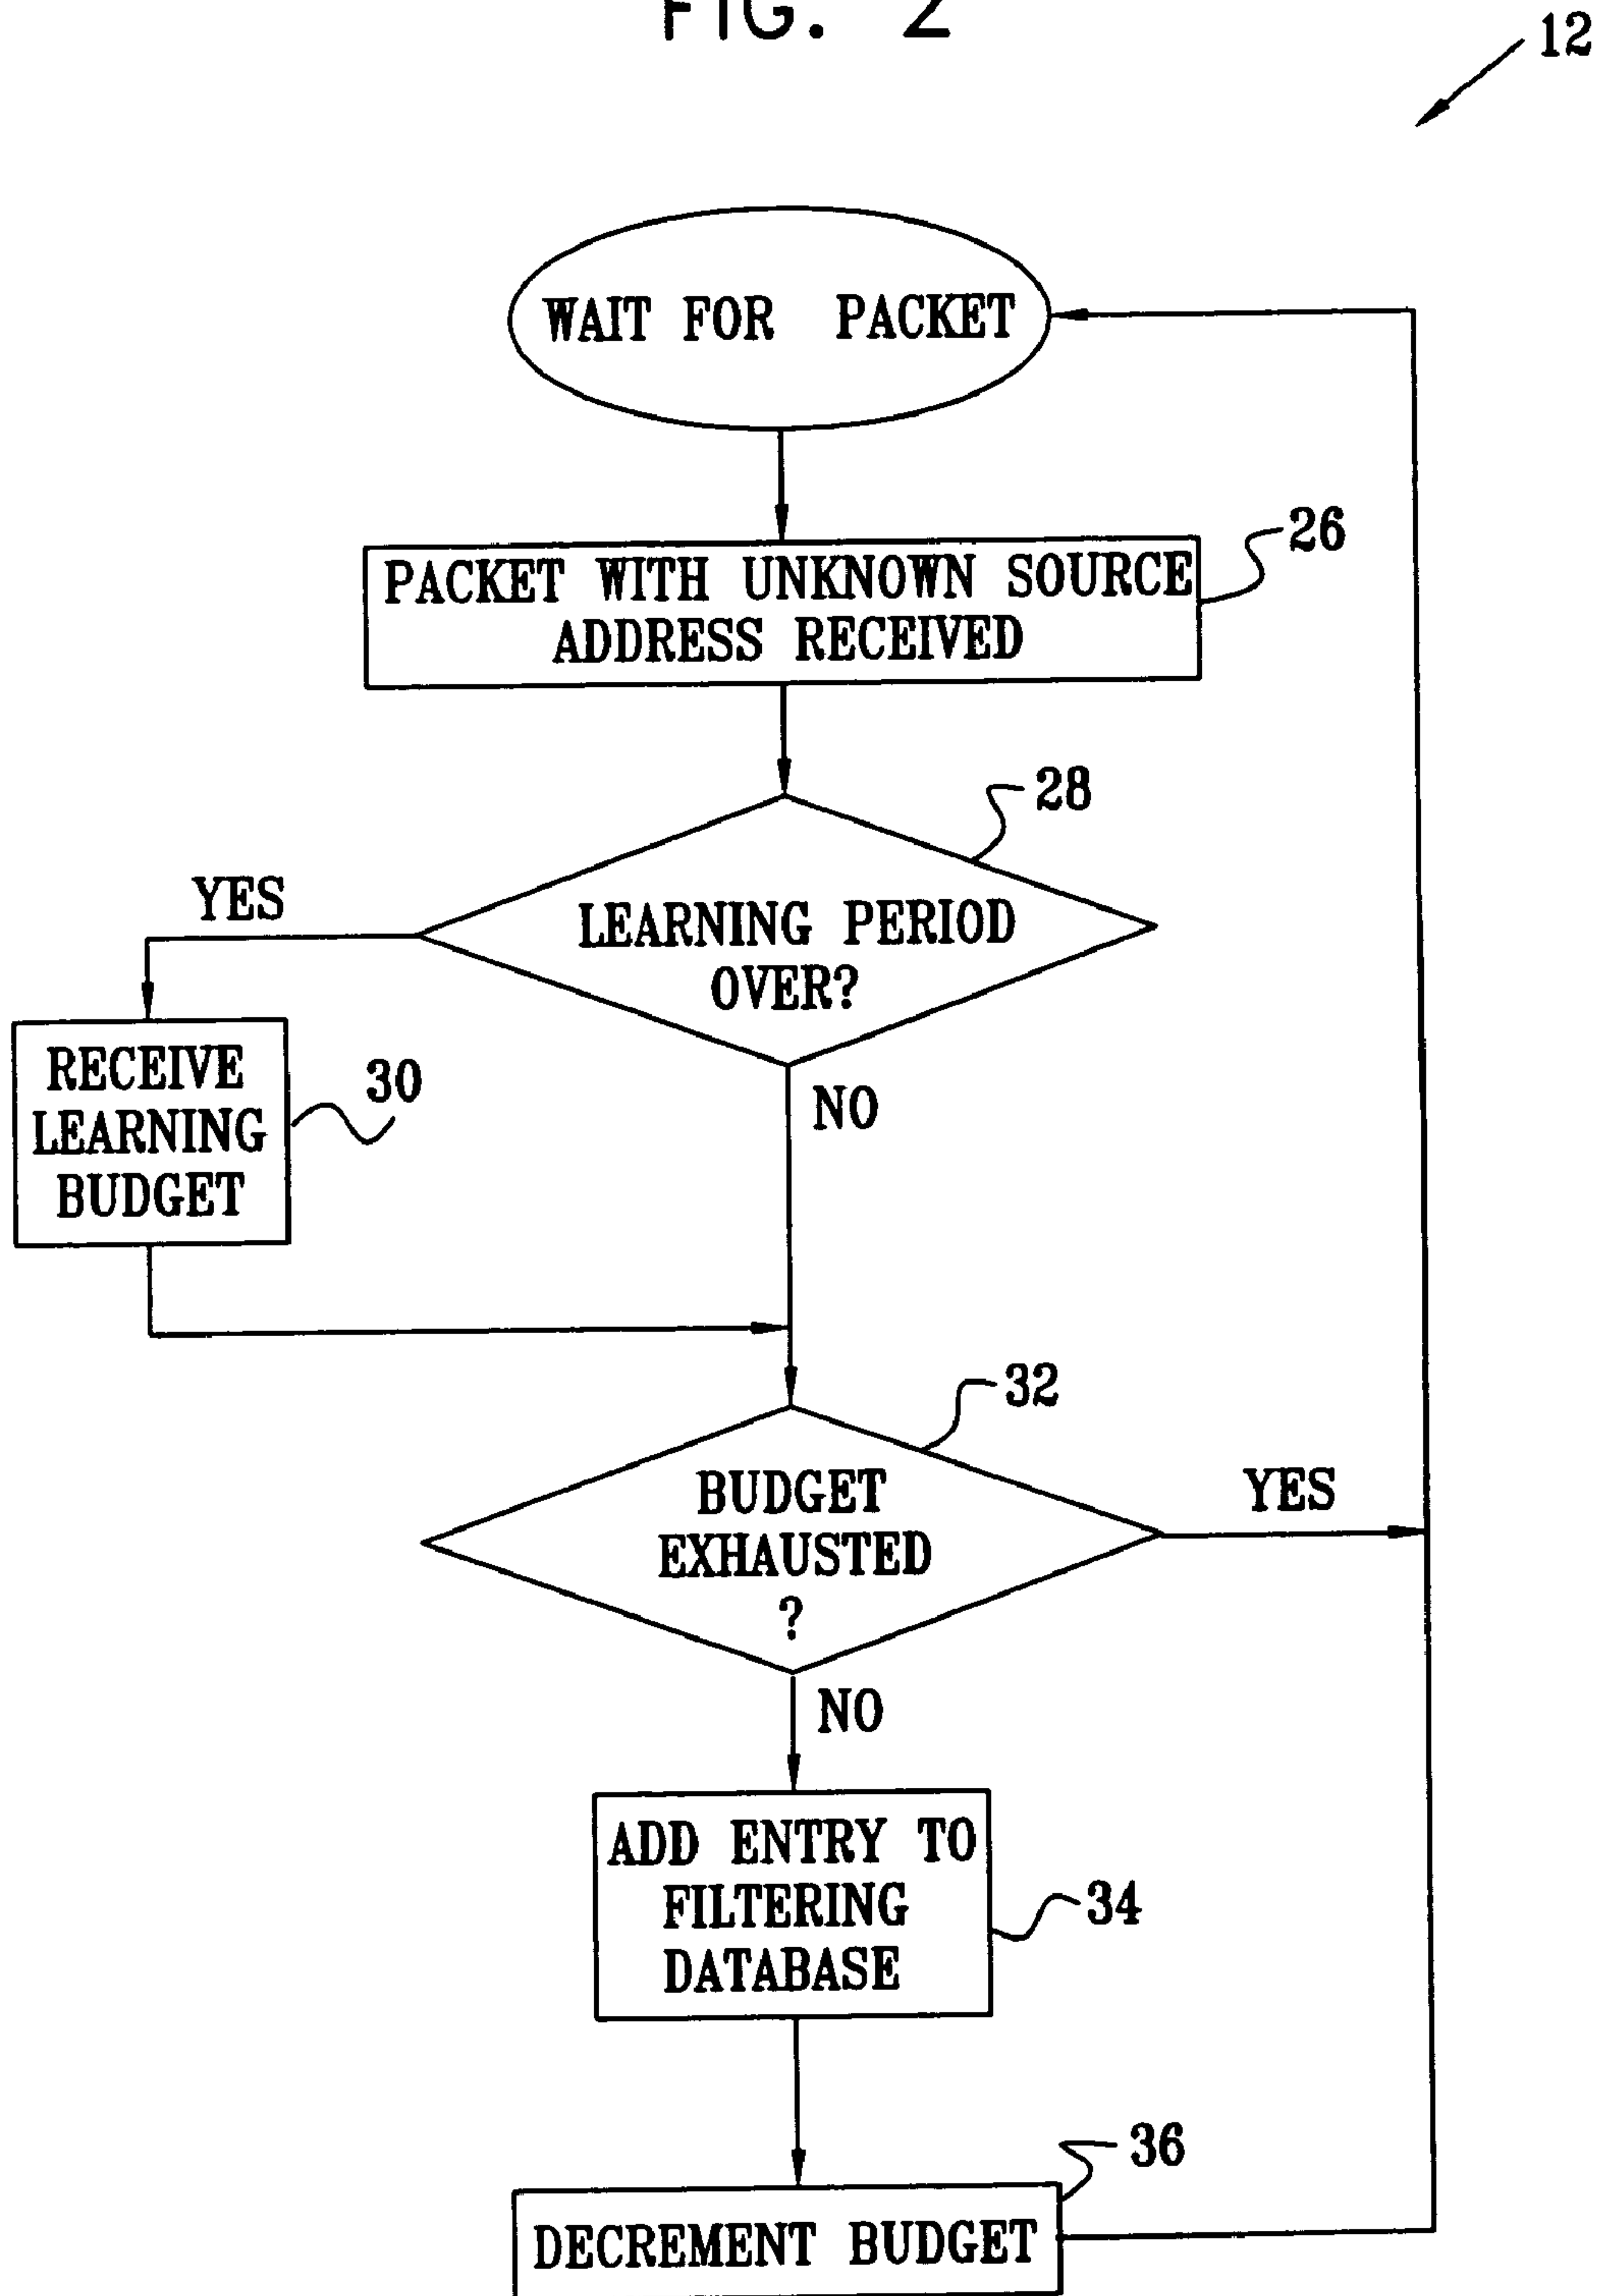 FIG. 2
12
WAIT FOR PACKET
PACKET WITH UNKNOWN SOURCE
ADDRESS RECEIVED
26
28
YES
LEARNING PERIOD
OVER?
RECEIVE
LEARNING
BUDGET
30
NO
32
BUDGET
EXHAUSTED
?
YES
NO
ADD ENTRY TO
FILTERING
DATABASE
34
36
DECREMENT BUDGET